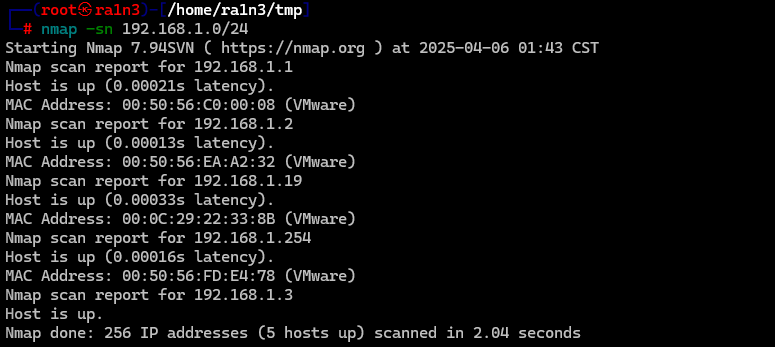 ┌──(root㉿ra1n3)-[/home/ra1n3/tmp]
└─# nmap -sn 192.168.1.0/24
Starting Nmap 7.94SVN ( https://nmap.org ) at 2025-04-06 01:43 CST
Nmap scan report for 192.168.1.1
Host is up (0.00021s latency).
MAC Address: 00:50:56:C0:00:08 (VMware)
Nmap scan report for 192.168.1.2
Host is up (0.00013s latency).
MAC Address: 00:50:56:EA:A2:32 (VMware)
Nmap scan report for 192.168.1.19
Host is up (0.00033s latency).
MAC Address: 00:0C:29:22:33:8B (VMware)
Nmap scan report for 192.168.1.254
Host is up (0.00016s latency).
MAC Address: 00:50:56:FD:E4:78 (VMware)
Nmap scan report for 192.168.1.3
Host is up.
Nmap done: 256 IP addresses (5 hosts up) scanned in 2.04 seconds